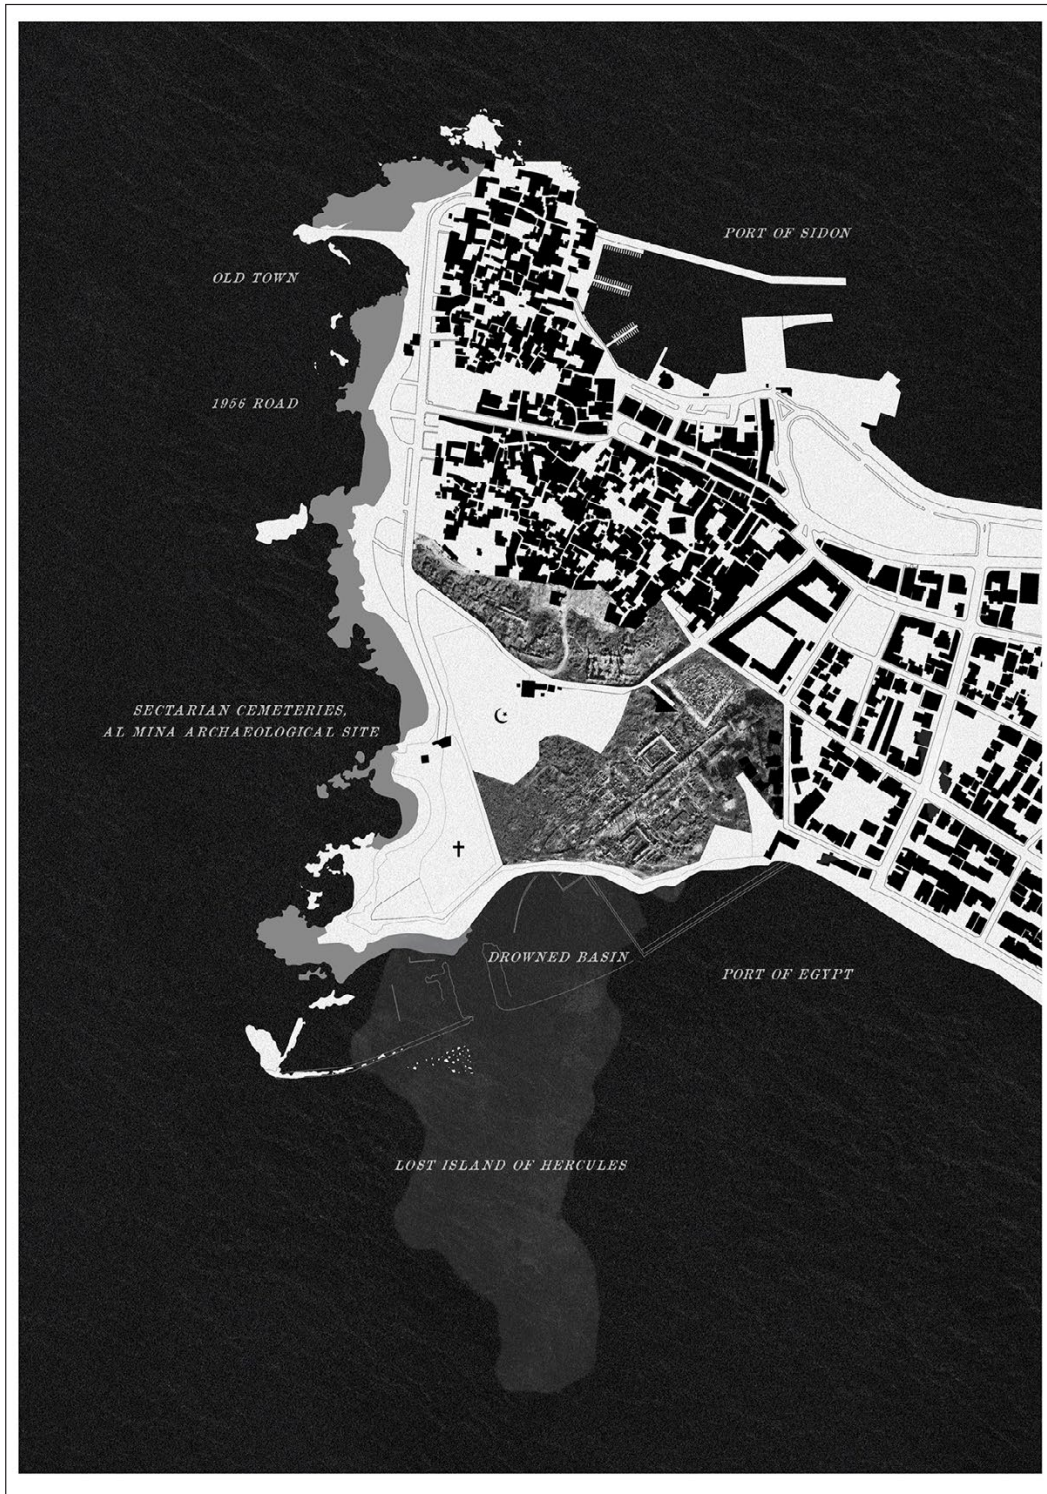 PORT OF SIDON
OLD TOWN
1956 ROAD
SECTARIAN CEMETERIES,
AL MINA ARCHAEOLOGICAL SITE
DROWNED BASIN
PORT OF EGYPT
LOST ISLAND OF HERCULES